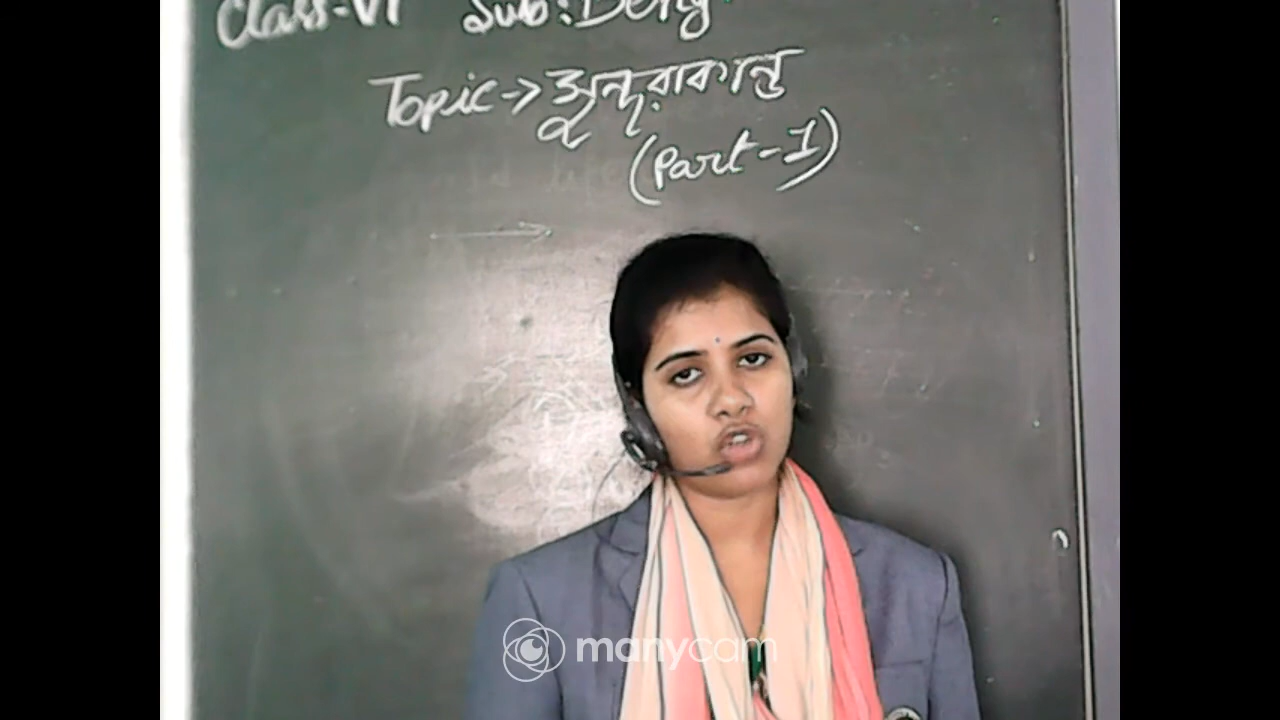 Class-VI Sub: Beng
Topic → সুন্দরাকান্ত
(Part-1)
manycam